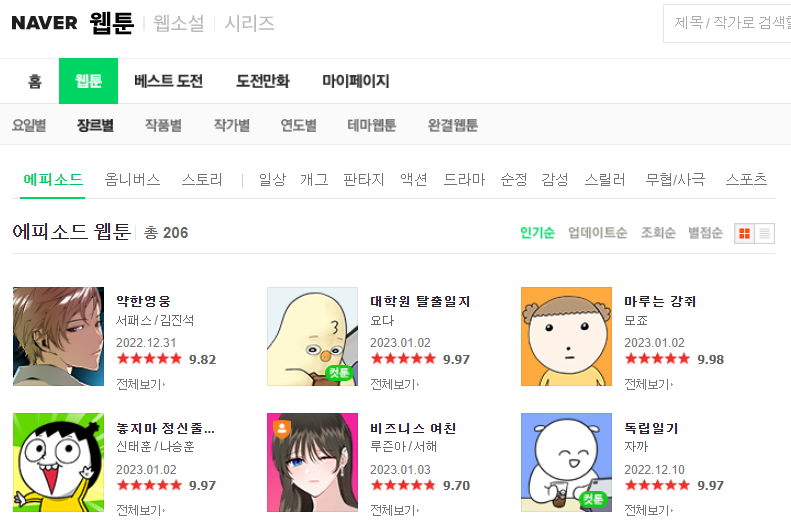 NAVER 웹툰 웹소설 시리즈
제목 / 작가로 검색할
홈 웹툰 베스트 도전 도전만화 마이페이지
요일별 장르별 작품별 작가별 연도별 테마웹툰 완결웹툰
에피소드 옴니버스 스토리 일상 개그 판타지 액션 드라마 순정 감성 스릴러 무협/사극 스포츠
에피소드 웹툰 총 206
인기순 업데이트순 조회순 별점순
약한영웅
서패스 / 김진석
2022.12.31
★★★★★ 9.82
전체보기
대학원 탈출일지
요다
2023.01.02
★★★★★ 9.97
전체보기
컷툰
마루는 강쥐
모죠
2023.01.02
★★★★★ 9.98
전체보기
놓지마 정신줄...
신태훈 / 나승훈
2023.01.02
★★★★★ 9.97
전체보기
비즈니스 여친
루즌아 / 서해
2023.01.03
★★★★★ 9.70
전체보기
독립일기
자까
2022.12.10
★★★★★ 9.97
전체보기
컷툰